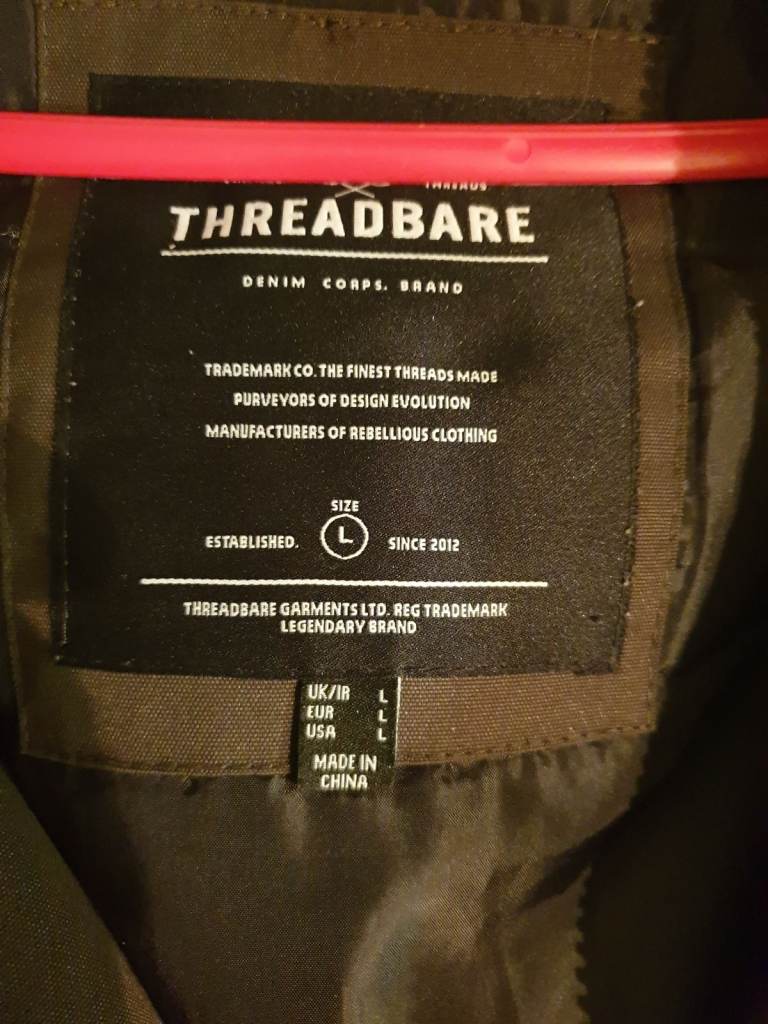 THREADS
THREADBARE
DENIM CORPS. BRAND
TRADEMARK CO. THE FINEST THREADS MADE
PURVEYORS OF DESIGN EVOLUTION
MANUFACTURERS OF REBELLIOUS CLOTHING
SIZE
ESTABLISHED. L SINCE 2012
THREADBARE GARMENTS LTD. REG TRADEMARK
LEGENDARY BRAND
UK/IR L
EUR L
USA L
MADE IN
CHINA